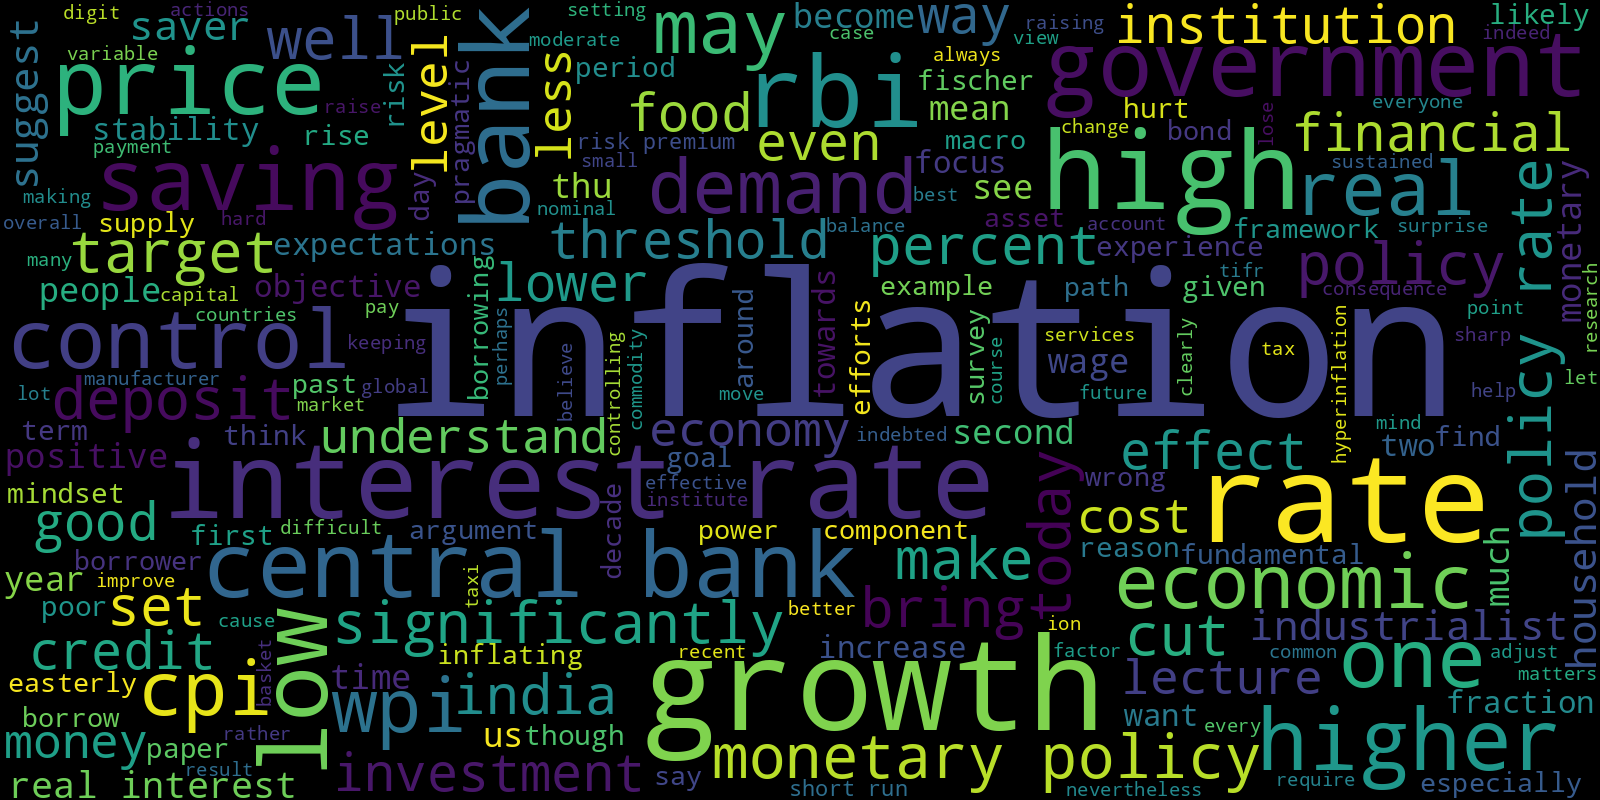 digit
actions
saver
well
public
setting
may
become
way
raising
institution
likely
suggest
variable
price
level
bank
moderate
case
view
indeed
government
always
less
period
rbi
fischer
raise
risk
pragmatic
food
mean
hurt
everyone
stability
rise
payment
even
macro
change
bond
lose
high
financial
saving
day
risk premium
small
focus
sustained
real
making
thu
demand
best
see
overall
supply
hard
nominal
balance
asset
account
framework
surprise
policy rate
monetary
many
target
expectations
threshold
percent
experience
tifr
policy
people
capital
objective
borrowing
lower
around
towards
example
path
given
consequence
countries
pay
inflation
efforts
point
research
control
keeping
perhaps
believe
controlling
commodity
survey
course
services
wage
clearly
tax
hyperinflation
sharp
lot
manufacturer
deposit
past
global
market
move
future
help
let
term
think
understand
economy
indebted
second
effect
mind
two
find
positive
interest rate
goal
effective
institute
today
wrong
rate
household
mindset
good
first
difficult
argument
decade
power
component
cost
reason
fundamental
much
borrower
central bank
make
year
improve
taxi
economic
poor
set
cause
low
significantly
better
bring
ion
cut
industrialist
credit
basket
inflating
recent
increase
factor
one
common
adjust
easterly
cpi
time
wpi
india
growth
lecture
matters
fraction
borrow
want
every
higher
money
paper
rather
us
though
monetary policy
result
real interest
investment
say
short run
nevertheless
require
especially